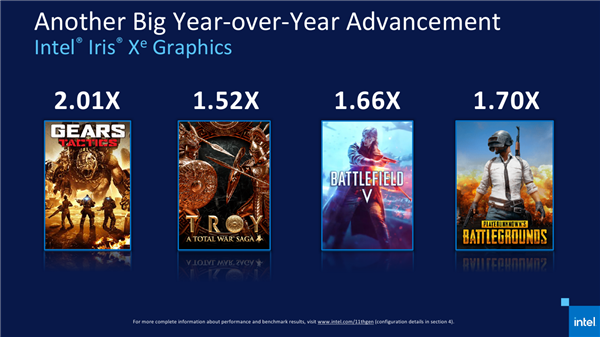 Another Big Year-over-Year Advancement
Intel® Iris® Xe Graphics
2.01X
1.52X
1.66X
1.70X
GEARS
TACTICS
TROY
A TOTAL WAR SAGA
BATTLEFIELD
V
PLAYERUNKNOWN'S
BATTLEGROUNDS
For more complete information about performance and benchmark results, visit www.intel.com/11thgen (configuration details in section 4).
intel